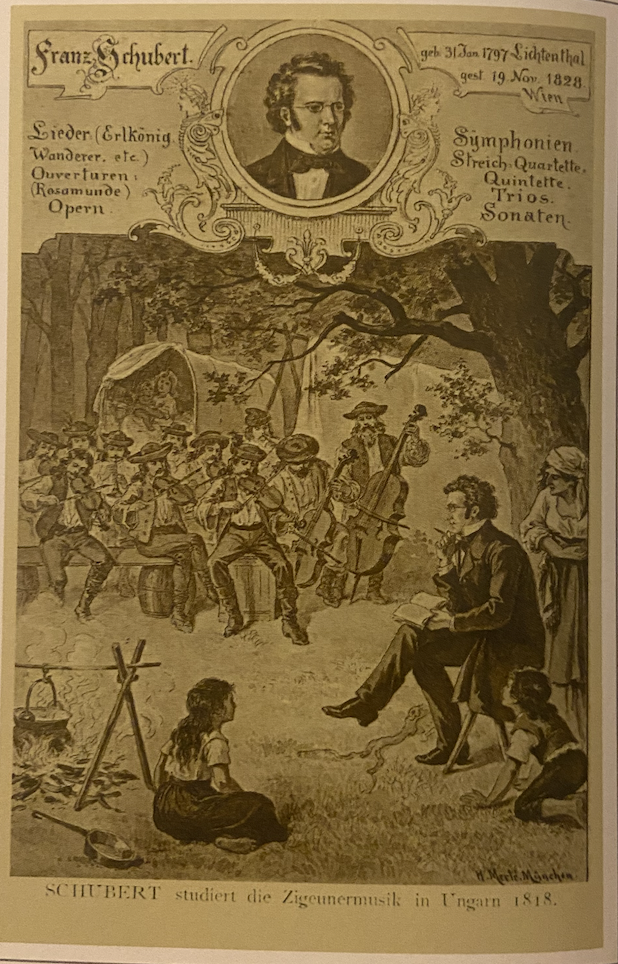 Franz Schubert.
geb. 31 Jan. 1797 Lichtenthal
gest. 19. Nov. 1828.
Wien
Lieder (Erlkönig,
Wanderer, etc.)
Ouverturen:
(Rosamunde)
Opern.
Symphonien.
Streich-Quartette,
Quintette.
Trios.
Sonaten.
H. Merté. München
SCHUBERT studiert die Zigeunermusik in Ungarn 1818.